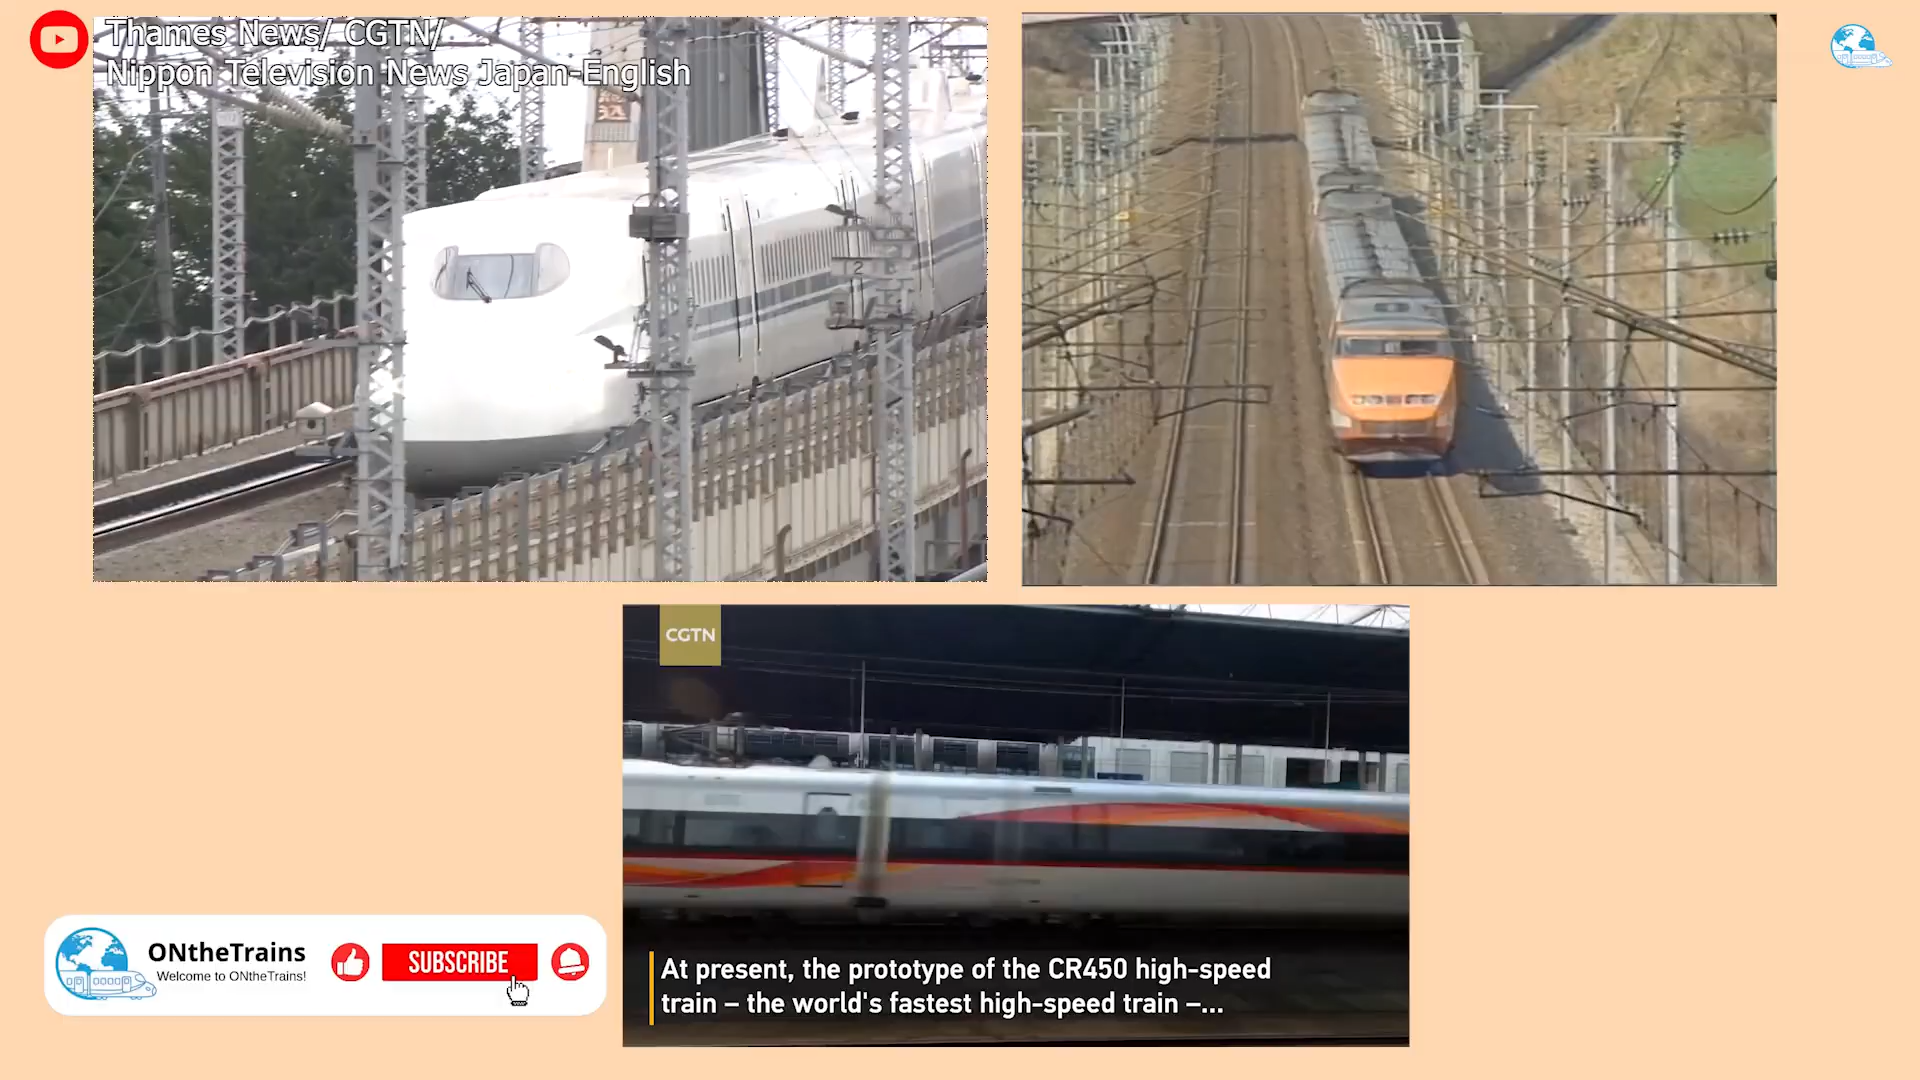 Thames News/ CGTN/
Nippon Television News Japan-English
CGTN
At present, the prototype of the CR450 high-speed
train – the world's fastest high-speed train –...
ONtheTrains
Welcome to ONtheTrains!
SUBSCRIBE